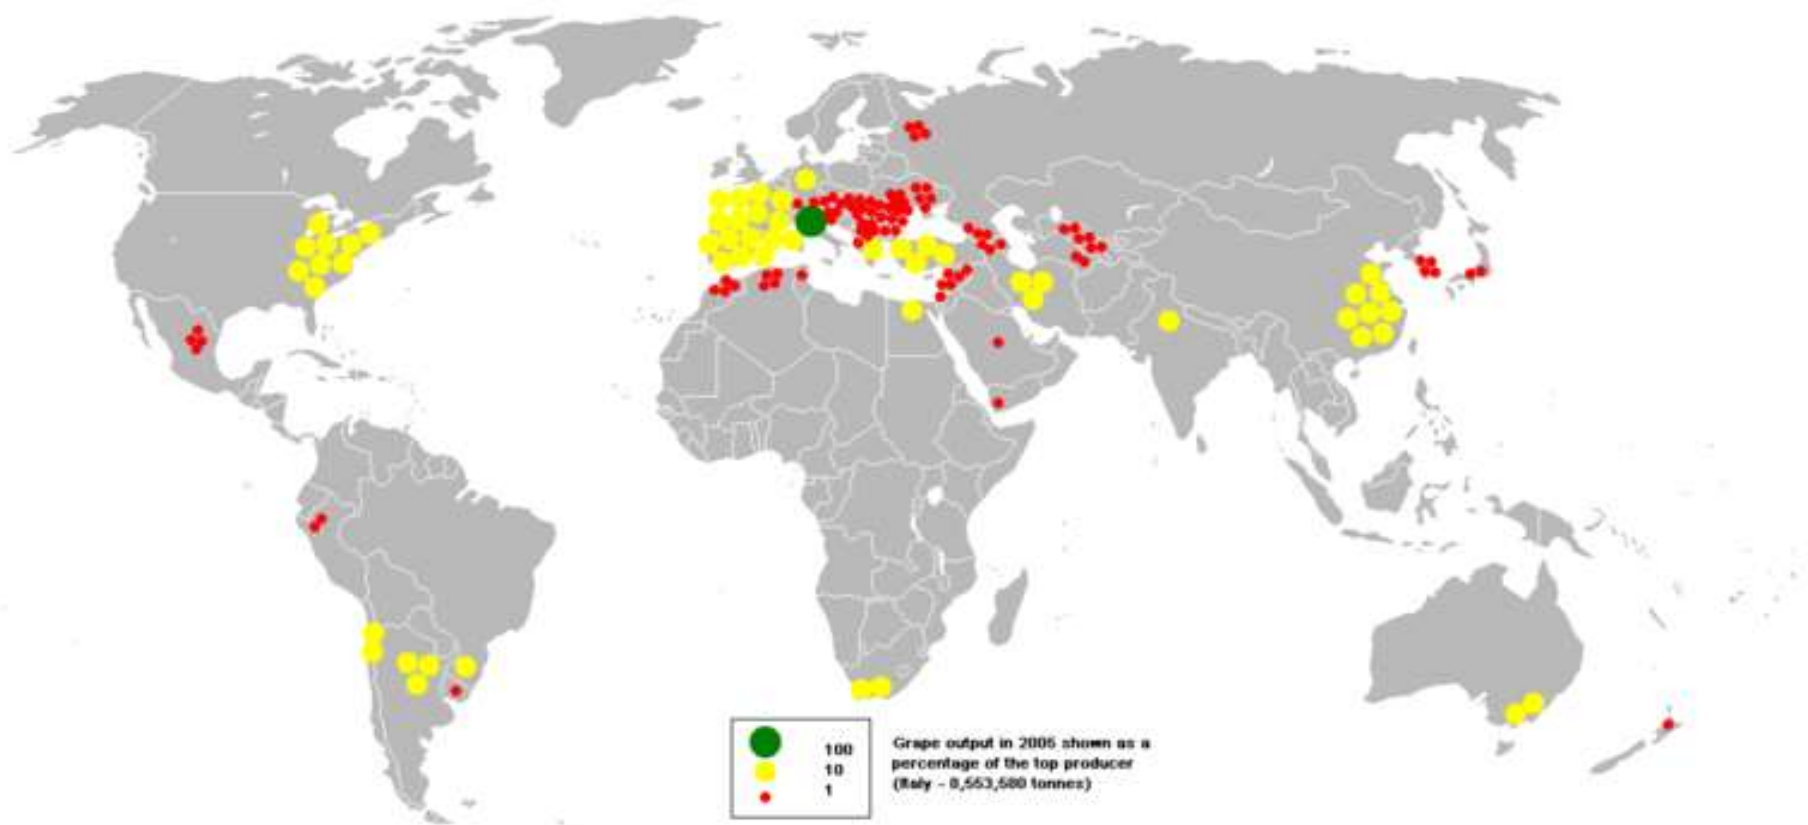 100
10
1
Grape output in 2005 shown as a
percentage of the top producer
(Italy - 8,553,580 tonnes)